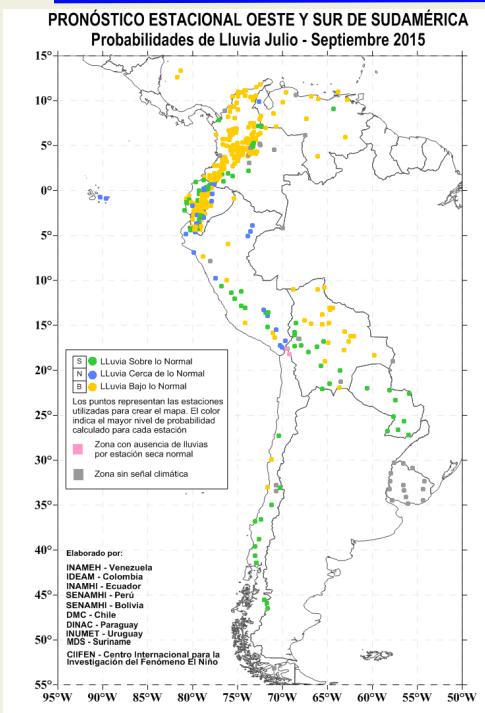 PRONÓSTICO ESTACIONAL OESTE Y SUR DE SUDAMÉRICA
Probabilidades de Lluvia Julio - Septiembre 2015
15°
10°
5°
0°
5°
10°
15°
20°
25°
30°
35°
40°
45°
50°
55°
S LLuvia Sobre lo Normal
N LLuvia Cerca de lo Normal
B LLuvia Bajo lo Normal
Los puntos representan las estaciones
utilizadas para crear el mapa. El color
indica el mayor nivel de probabilidad
calculado para cada estación
Zona con ausencia de lluvias
por estación seca normal
Zona sin señal climática
Elaborado por:
INAMEH - Venezuela
IDEAM - Colombia
INAMHI - Ecuador
SENAMHI - Perú
SENAMHI - Bolivia
DMC - Chile
DINAC - Paraguay
INUMET - Uruguay
MDS - Suriname
CIIFEN - Centro Internacional para la
Investigación del Fenómeno El Niño
95°W 90°W 85°W 80°W 75°W 70°W 65°W 60°W 55°W 50°W